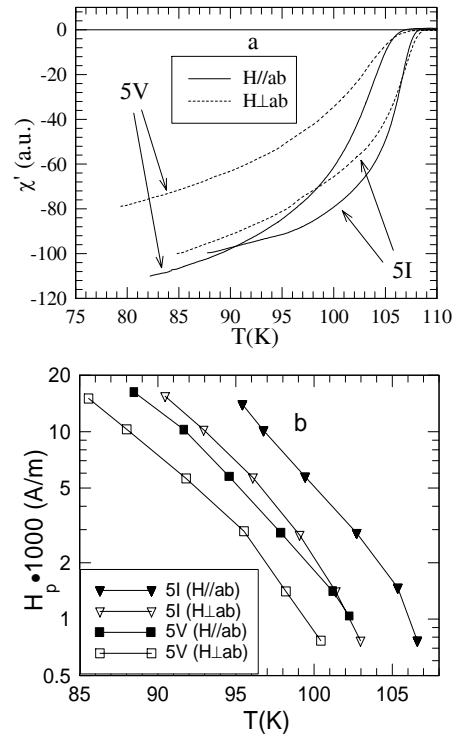 0
-20
-40
-60
-80
-100
-120
χ' (a.u.)
a
H//ab
H⊥ab
5V
5I
75 80 85 90 95 100 105 110
T(K)
20
10
5
2
1
0.5
H_p •1000 (A/m)
b
5I (H//ab)
5I (H⊥ab)
5V (H//ab)
5V (H⊥ab)
85 90 95 100 105
T(K)